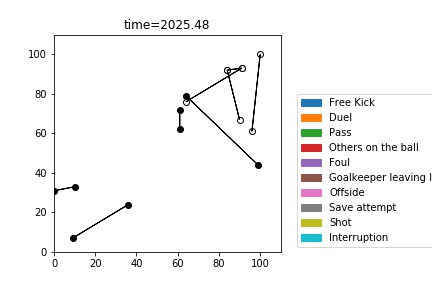 time=2025.48
100
80
60
40
20
0
0 20 40 60 80 100
Free Kick
Duel
Pass
Others on the ball
Foul
Goalkeeper leaving l
Offside
Save attempt
Shot
Interruption